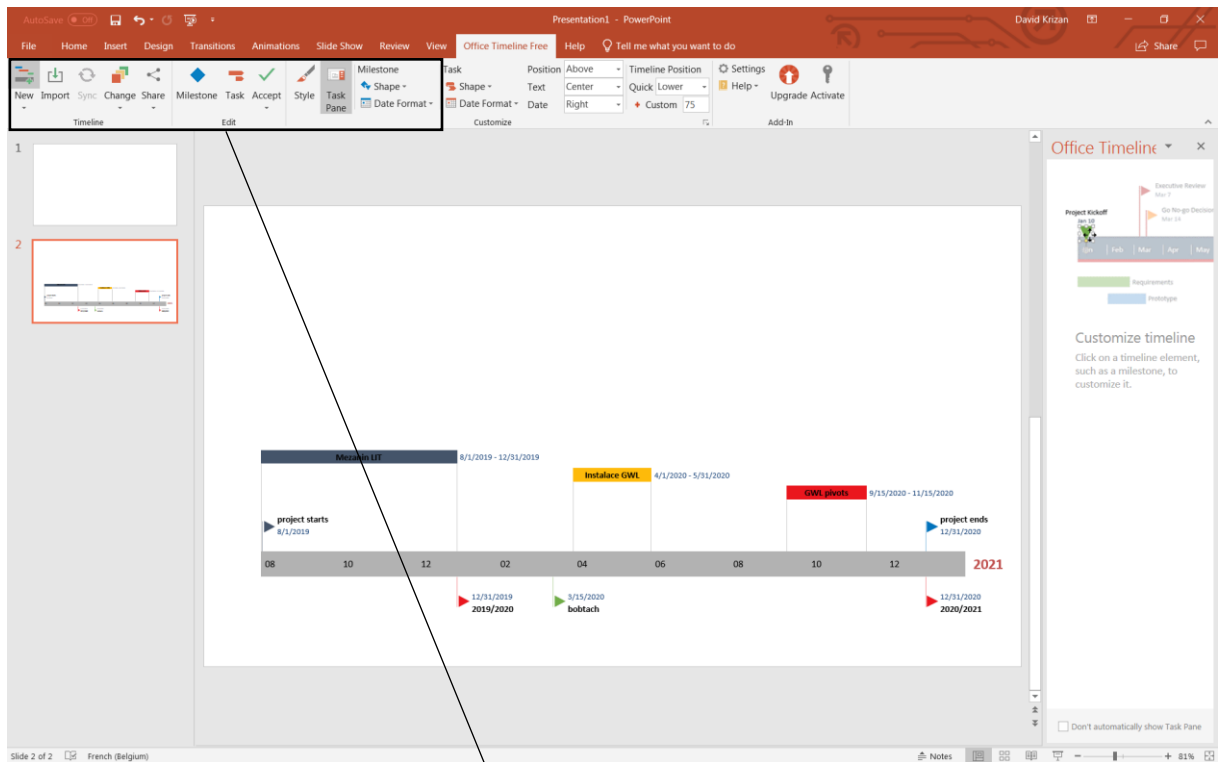 AutoSave Off
Presentation1 - PowerPoint
David Krizan
File Home Insert Design Transitions Animations Slide Show Review View Office Timeline Free Help Tell me what you want to do
Share
New Import Sync Change Share
Timeline
Milestone Task Accept
Edit
Style Task Pane
Milestone
Shape
Date Format
Task
Shape
Date Format
Position Above
Text Center
Date Right
Timeline Position
Quick Lower
+ Custom 75
Customize
Settings
Help
Upgrade Activate
Add-In
1
2
Mezanin LIT 8/1/2019 - 12/31/2019
Instalace GWL 4/1/2020 - 5/31/2020
GWL pivots 9/15/2020 - 11/15/2020
project starts
8/1/2019
project ends
12/31/2020
08 10 12 02 04 06 08 10 12 2021
12/31/2019
2019/2020
3/15/2020
bobtach
12/31/2020
2020/2021
Office Timeline
Executive Review
Mar 7
Project Kickoff
Jan 10
Go No-go Decision
Mar 14
Jan Feb Mar Apr May
Requirements
Prototype
Customize timeline
Click on a timeline element,
such as a milestone, to
customize it.
Don't automatically show Task Pane
Slide 2 of 2 French (Belgium)
Notes
81%